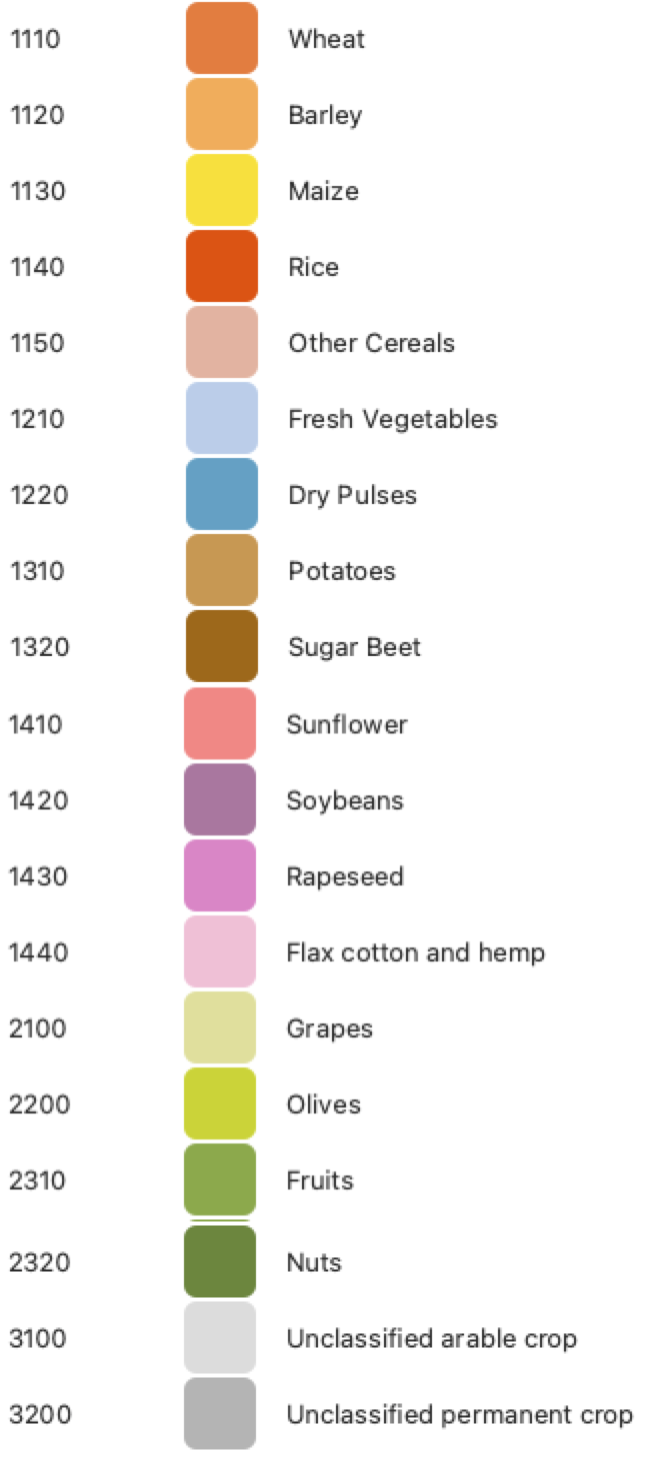 1110 Wheat
1120 Barley
1130 Maize
1140 Rice
1150 Other Cereals
1210 Fresh Vegetables
1220 Dry Pulses
1310 Potatoes
1320 Sugar Beet
1410 Sunflower
1420 Soybeans
1430 Rapeseed
1440 Flax cotton and hemp
2100 Grapes
2200 Olives
2310 Fruits
2320 Nuts
3100 Unclassified arable crop
3200 Unclassified permanent crop